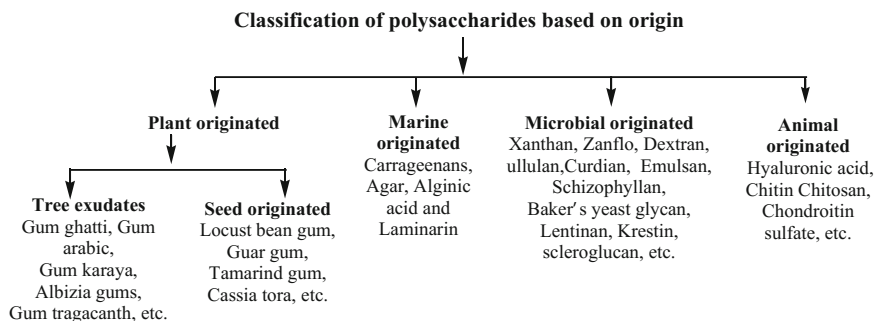 Classification of polysaccharides based on origin
Plant originated
Tree exudates
Gum ghatti, Gum
arabic,
Gum karaya,
Albizia gums,
Gum tragacanth, etc.
Seed originated
Locust bean gum,
Guar gum,
Tamarind gum,
Cassia tora, etc.
Marine
originated
Carrageenans,
Agar, Alginic
acid and
Laminarin
Microbial originated
Xanthan, Zanflo, Dextran,
ullulan,Curdian, Emulsan,
Schizophyllan,
Baker's yeast glycan,
Lentinan, Krestin,
scleroglucan, etc.
Animal
originated
Hyaluronic acid,
Chitin Chitosan,
Chondroitin
sulfate, etc.